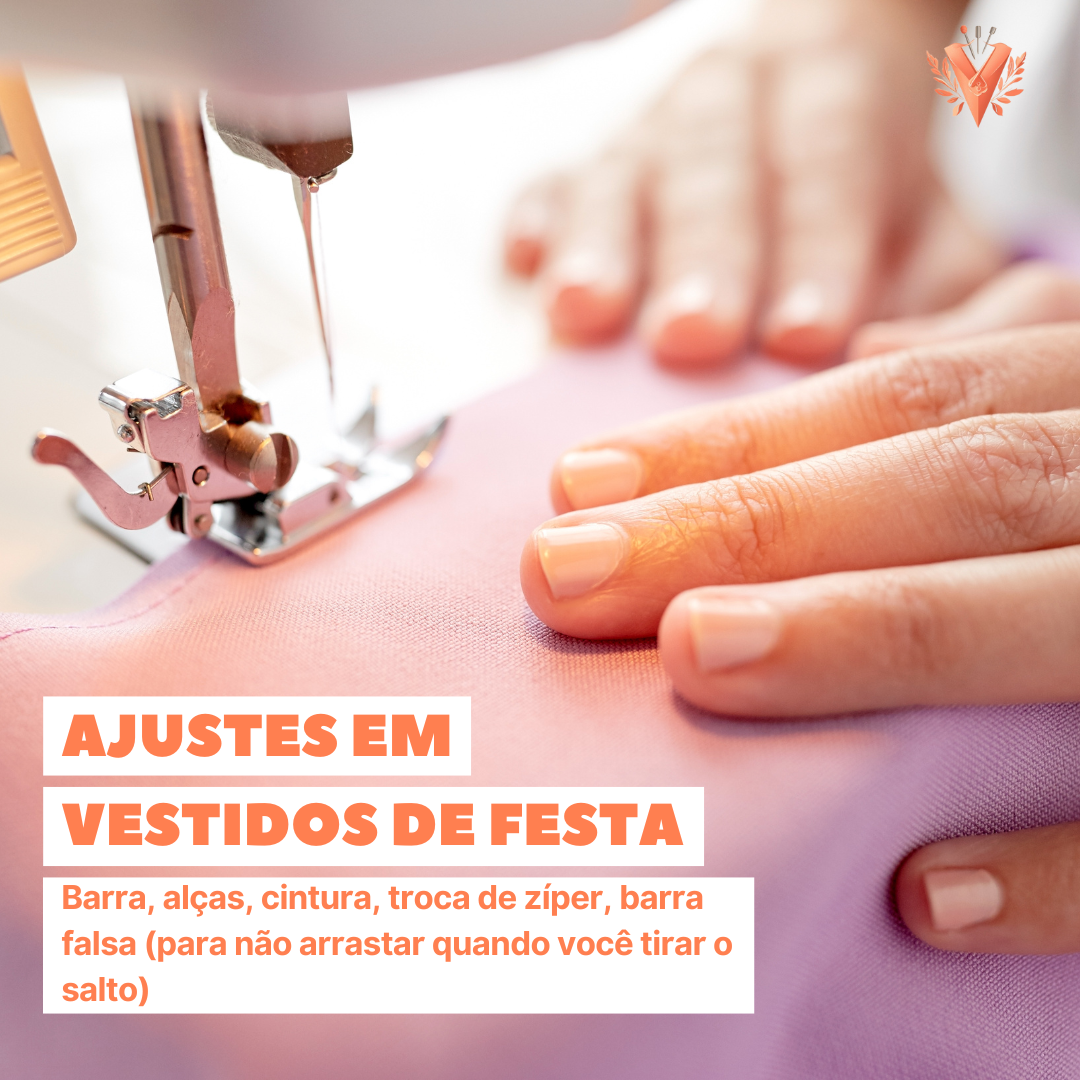 AJUSTES EM
VESTIDOS DE FESTA
Barra, alças, cintura, troca de zíper, barra
falsa (para não arrastar quando você tirar o
salto)